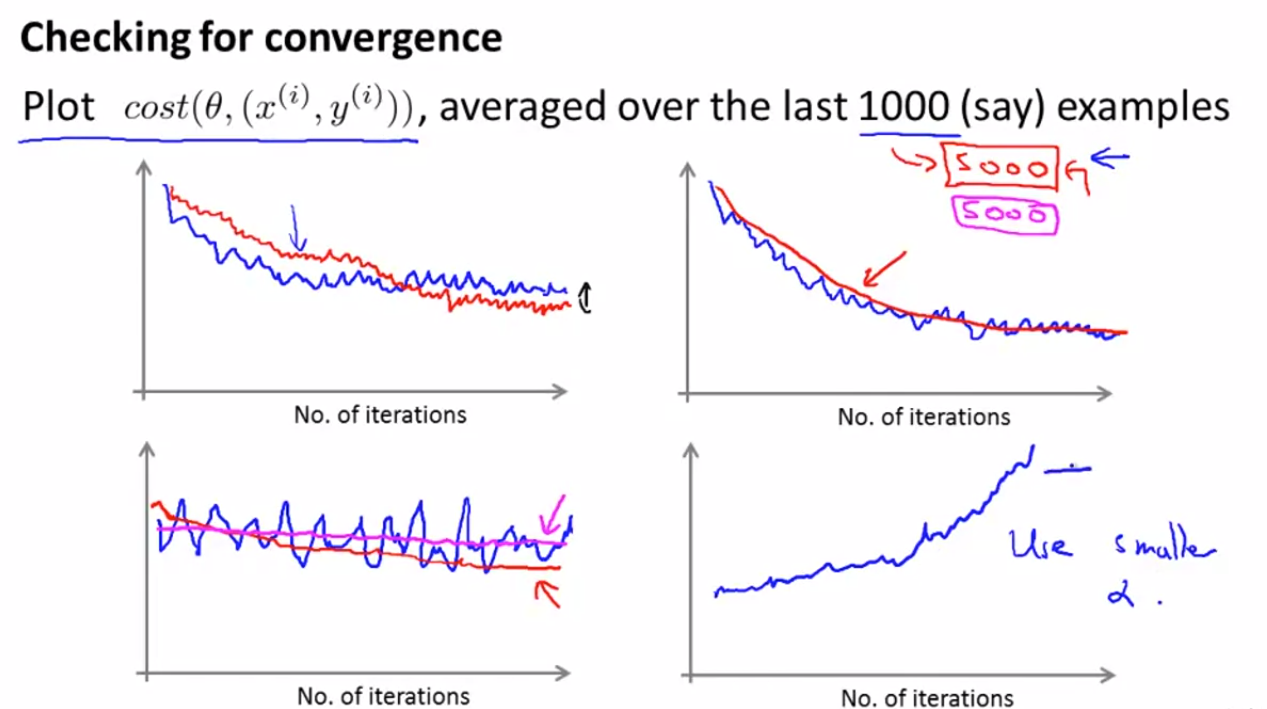 Checking for convergence
Plot cost(θ, (x^{(i)}, y^{(i)})), averaged over the last 1000 (say) examples
5000
5000
No. of iterations
No. of iterations
Use smaller
α.
No. of iterations
No. of iterations